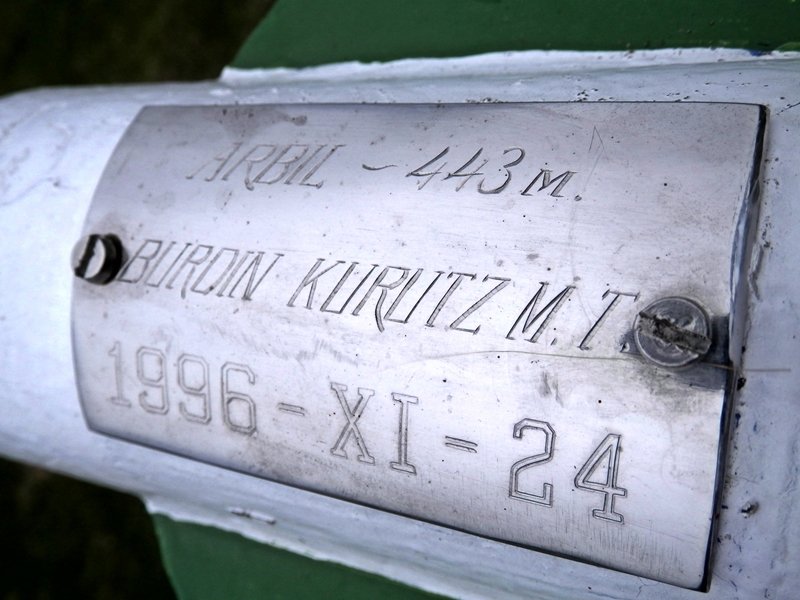 ARBIL - 443 M.
BURDIN KURUTZ M.T.
1996-XI-24